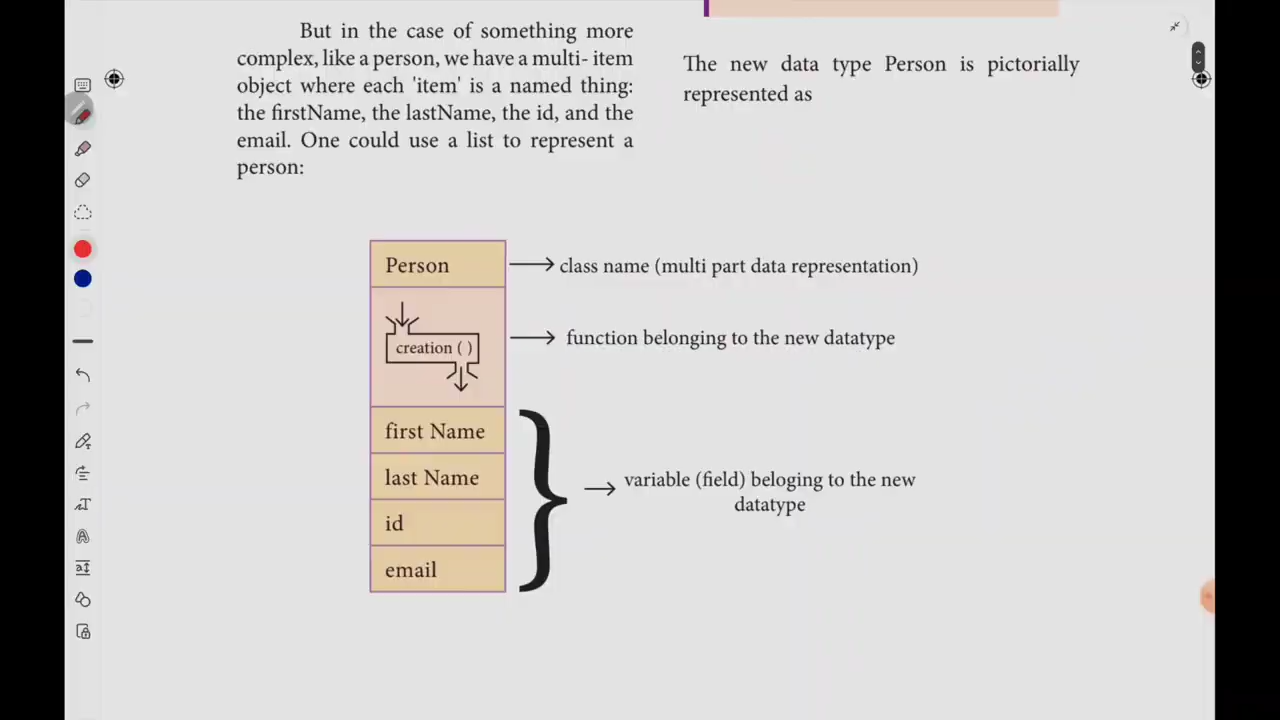 But in the case of something more
complex, like a person, we have a multi- item
object where each 'item' is a named thing:
the firstName, the lastName, the id, and the
email. One could use a list to represent a
person:
The new data type Person is pictorially
represented as
Person
class name (multi part data representation)
creation ( )
function belonging to the new datatype
first Name
last Name
id
email
variable (field) beloging to the new
datatype